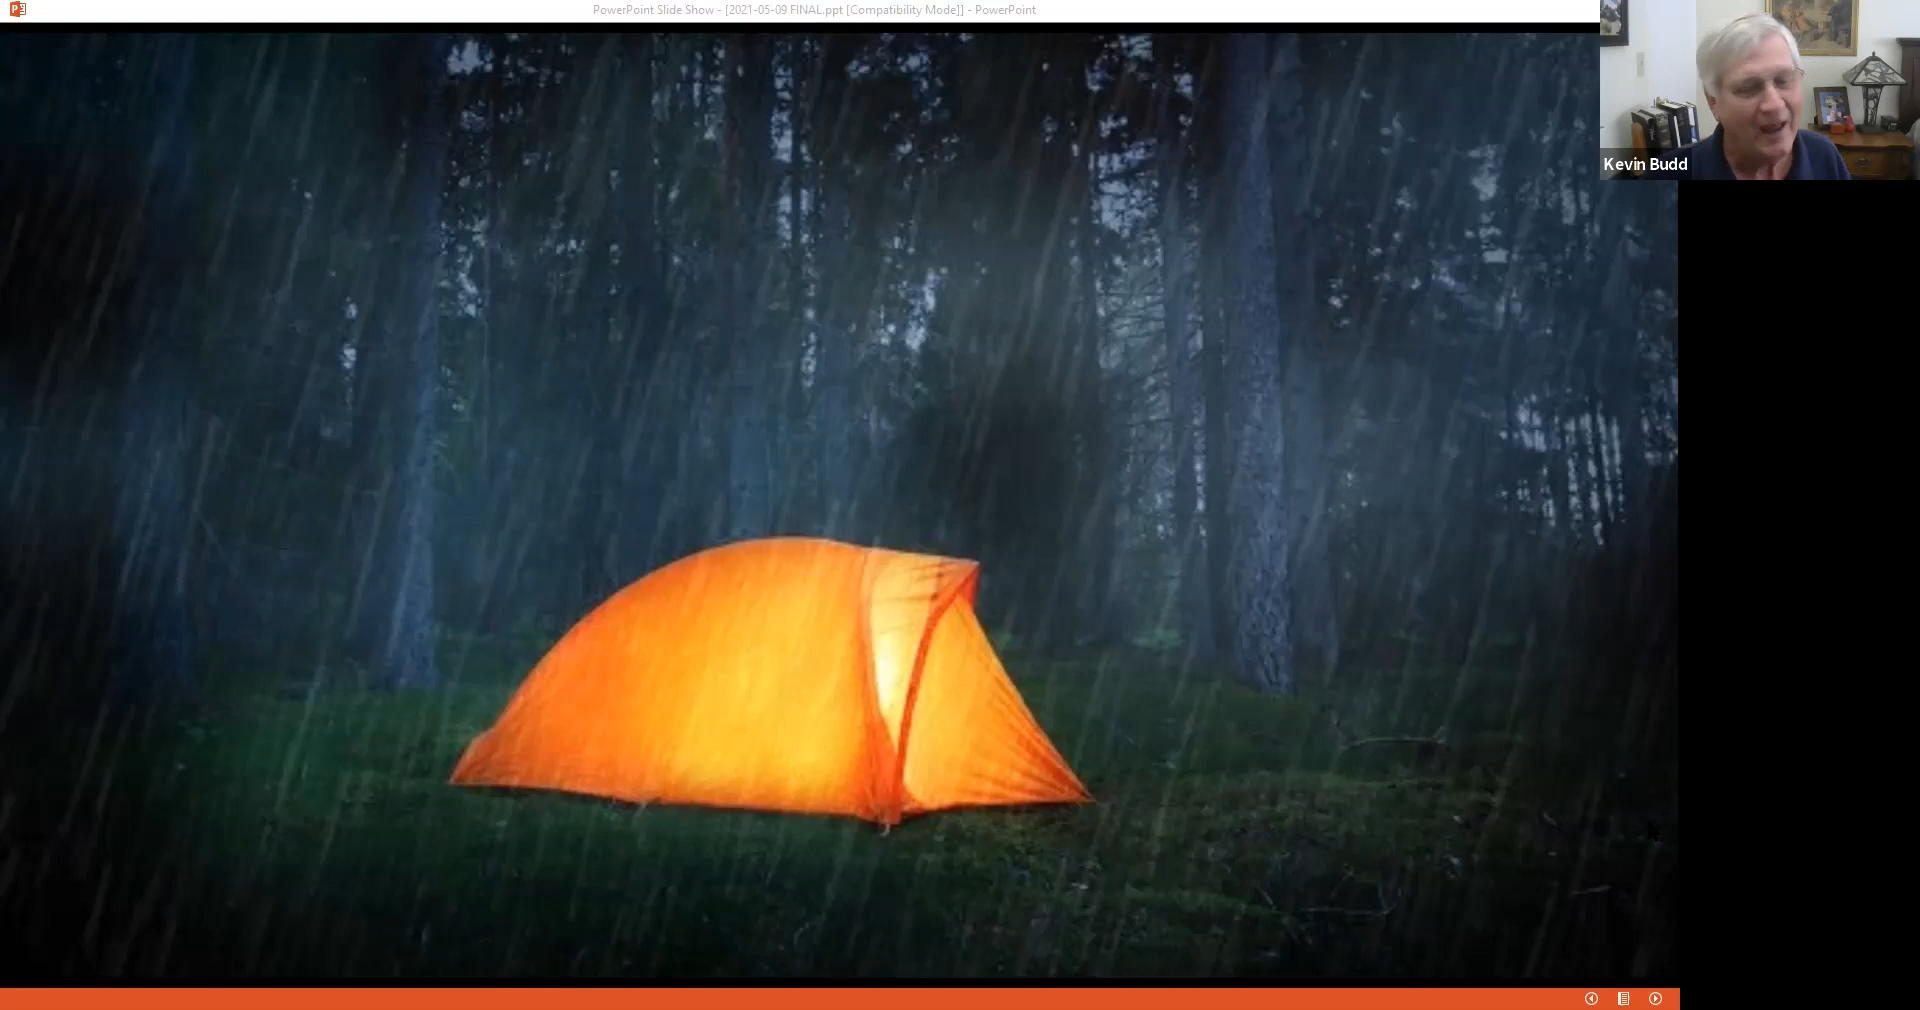 PowerPoint Slide Show - [2021-05-09 FINAL.ppt [Compatibility Mode]] - PowerPoint
Kevin Budd